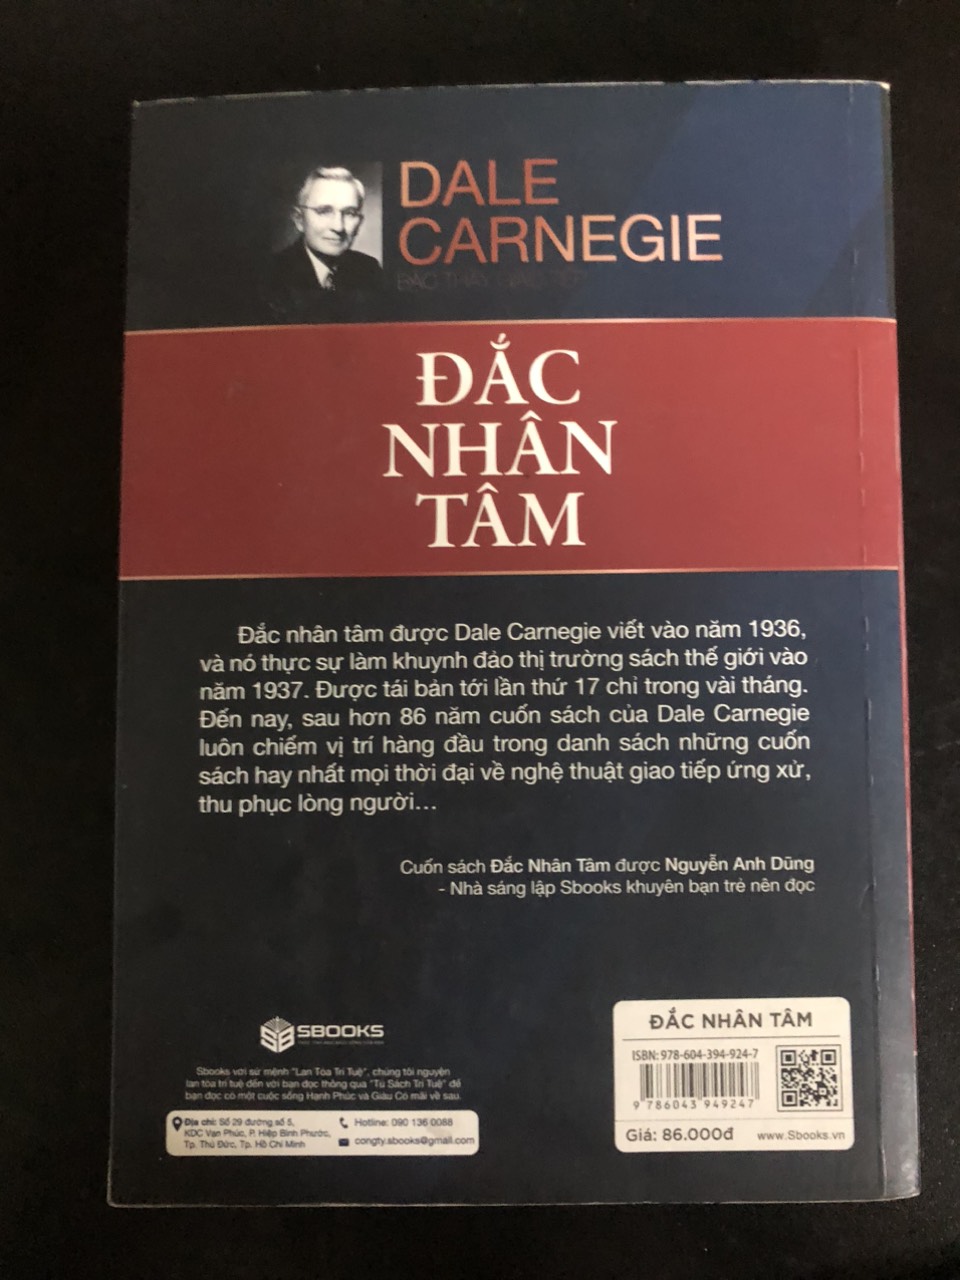 DALE
CARNEGIE
BẬC THẦY GIAO TIẾP
ĐẮC
NHÂN
TÂM
Đắc nhân tâm được Dale Carnegie viết vào năm 1936,
và nó thực sự làm khuynh đảo thị trường sách thế giới vào
năm 1937. Được tái bản tới lần thứ 17 chỉ trong vài tháng.
Đến nay, sau hơn 86 năm cuốn sách của Dale Carnegie
luôn chiếm vị trí hàng đầu trong danh sách những cuốn
sách hay nhất mọi thời đại về nghệ thuật giao tiếp ứng xử,
thu phục lòng người...
Cuốn sách Đắc Nhân Tâm được Nguyễn Anh Dũng
- Nhà sáng lập Sbooks khuyên bạn trẻ nên đọc
SBOOKS
Sbooks với sứ mệnh "Lan Tỏa Trí Tuệ", chúng tôi nguyện
lan tỏa trí tuệ đến với bạn đọc thông qua "Tủ Sách Trí Tuệ" để
bạn đọc có một cuộc sống Hạnh Phúc và Giàu Có mãi về sau.
Địa chỉ: Số 29 đường số 5,
KDC Vạn Phúc, P. Hiệp Bình Phước,
Tp. Thủ Đức, Tp. Hồ Chí Minh
Hotline: 090 136 0088
congty.sbooks@gmail.com
ĐẮC NHÂN TÂM
ISBN: 978-604-394-924-7
9 786043 949247
Giá: 86.000đ
www.Sbooks.vn